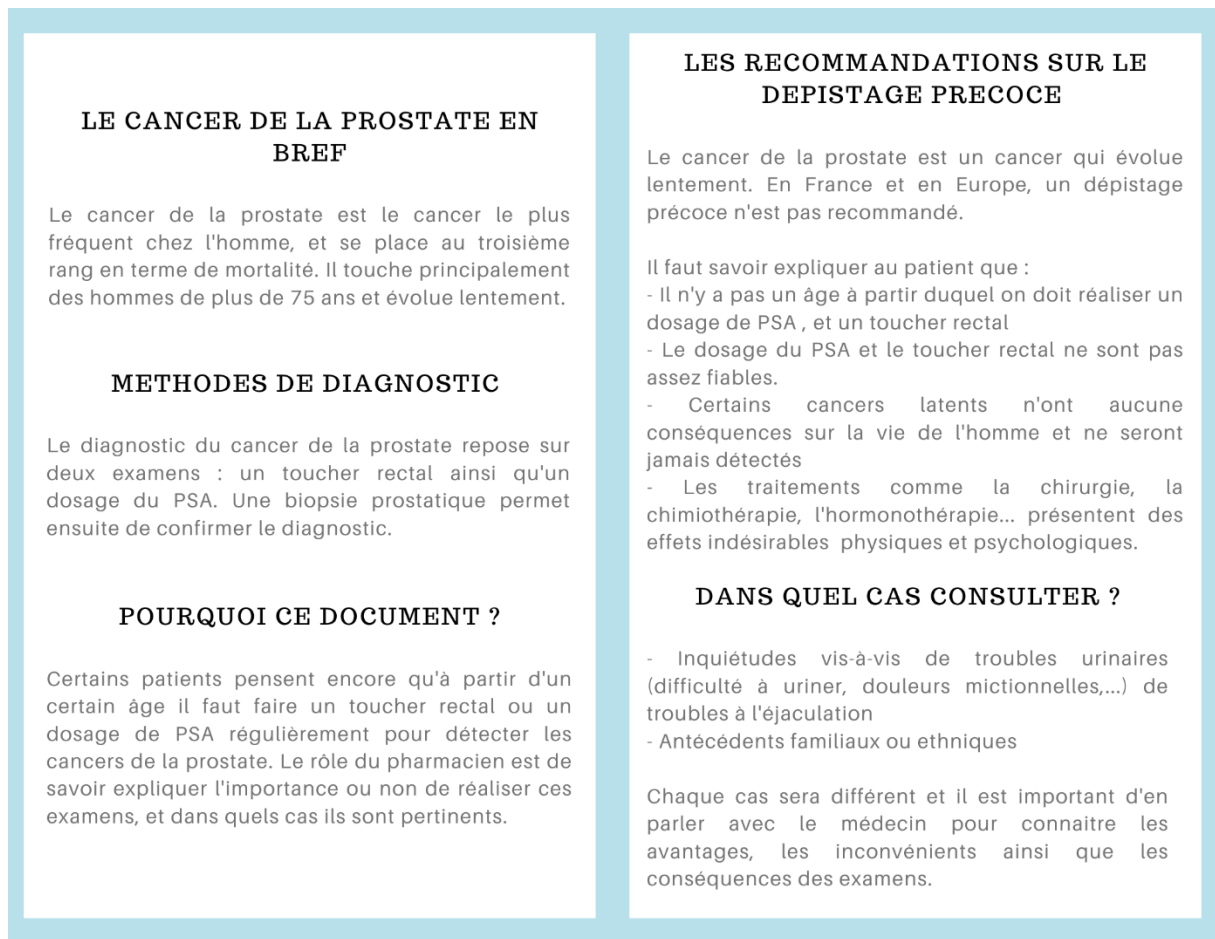 LE CANCER DE LA PROSTATE EN
BREF
Le cancer de la prostate est le cancer le plus
fréquent chez l'homme, et se place au troisième
rang en terme de mortalité. Il touche principalement
des hommes de plus de 75 ans et évolue lentement.
METHODES DE DIAGNOSTIC
Le diagnostic du cancer de la prostate repose sur
deux examens : un toucher rectal ainsi qu'un
dosage du PSA. Une biopsie prostatique permet
ensuite de confirmer le diagnostic.
POURQUOI CE DOCUMENT ?
Certains patients pensent encore qu'à partir d'un
certain âge il faut faire un toucher rectal ou un
dosage de PSA régulièrement pour détecter les
cancers de la prostate. Le rôle du pharmacien est de
savoir expliquer l'importance ou non de réaliser ces
examens, et dans quels cas ils sont pertinents.
LES RECOMMANDATIONS SUR LE
DEPISTAGE PRECOCE
Le cancer de la prostate est un cancer qui évolue
lentement. En France et en Europe, un dépistage
précoce n'est pas recommandé.
Il faut savoir expliquer au patient que :
- Il n'y a pas un âge à partir duquel on doit réaliser un
dosage de PSA , et un toucher rectal
- Le dosage du PSA et le toucher rectal ne sont pas
assez fiables.
- Certains cancers latents n'ont aucune
conséquences sur la vie de l'homme et ne seront
jamais détectés
- Les traitements comme la chirurgie, la
chimiothérapie, l'hormonothérapie... présentent des
effets indésirables  physiques et psychologiques.
DANS QUEL CAS CONSULTER ?
- Inquiétudes vis-à-vis de troubles urinaires
(difficulté à uriner, douleurs mictionnelles,...) de
troubles à l'éjaculation
- Antécédents familiaux ou ethniques
Chaque cas sera différent et il est important d'en
parler avec le médecin pour connaitre les
avantages, les inconvénients ainsi que les
conséquences des examens.